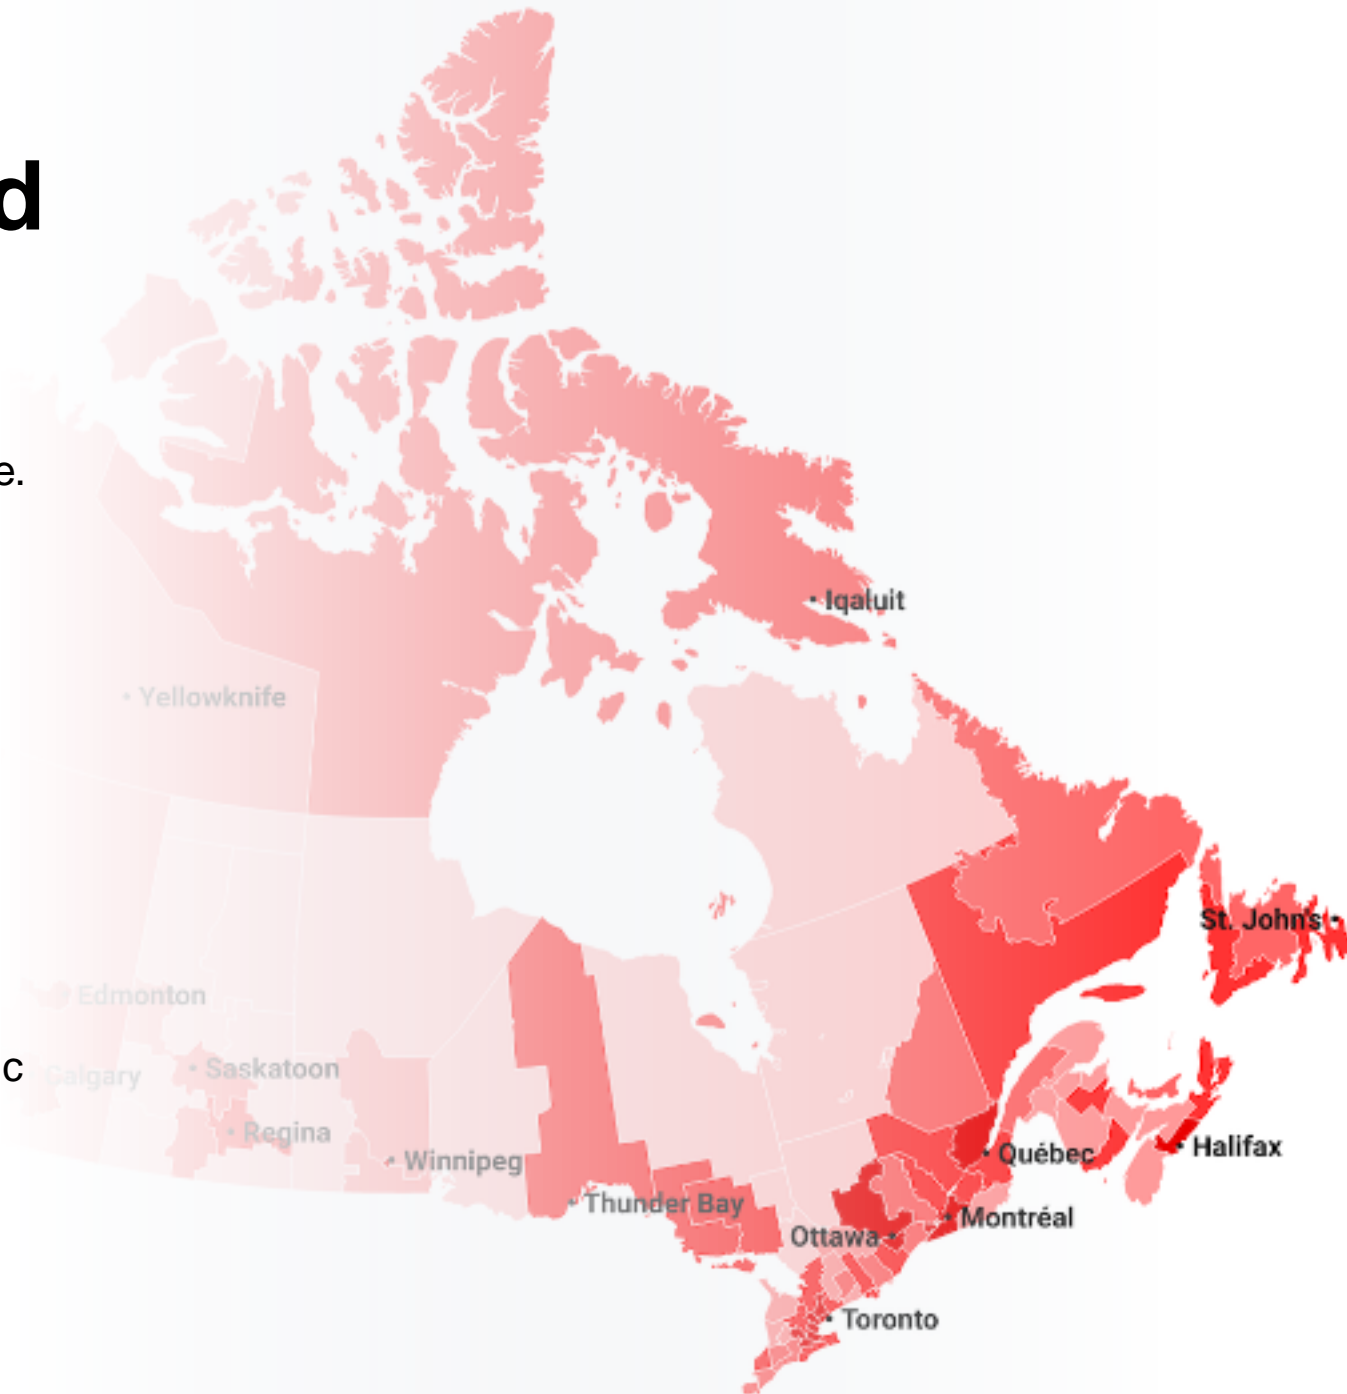 d
e.
Iqaluit
Yellowknife
St. John's
Edmonton
c
Calgary
Saskatoon
Regina
Québec
Halifax
Winnipeg
Thunder Bay
Montréal
Ottawa
Toronto